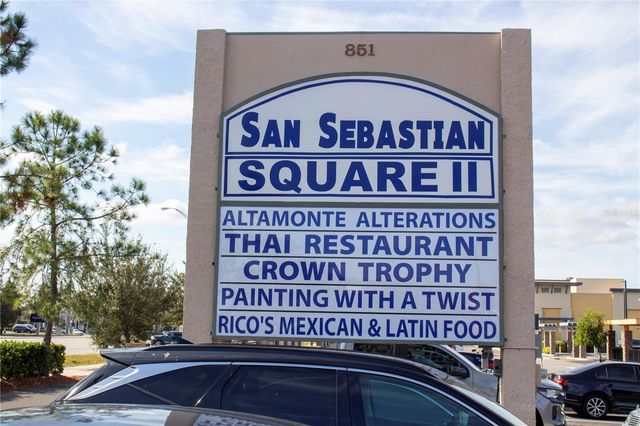 851
SAN SEBASTIAN
SQUARE II
ALTAMONTE ALTERATIONS
THAI RESTAURANT
CROWN TROPHY
PAINTING WITH A TWIST
RICO'S MEXICAN & LATIN FOOD